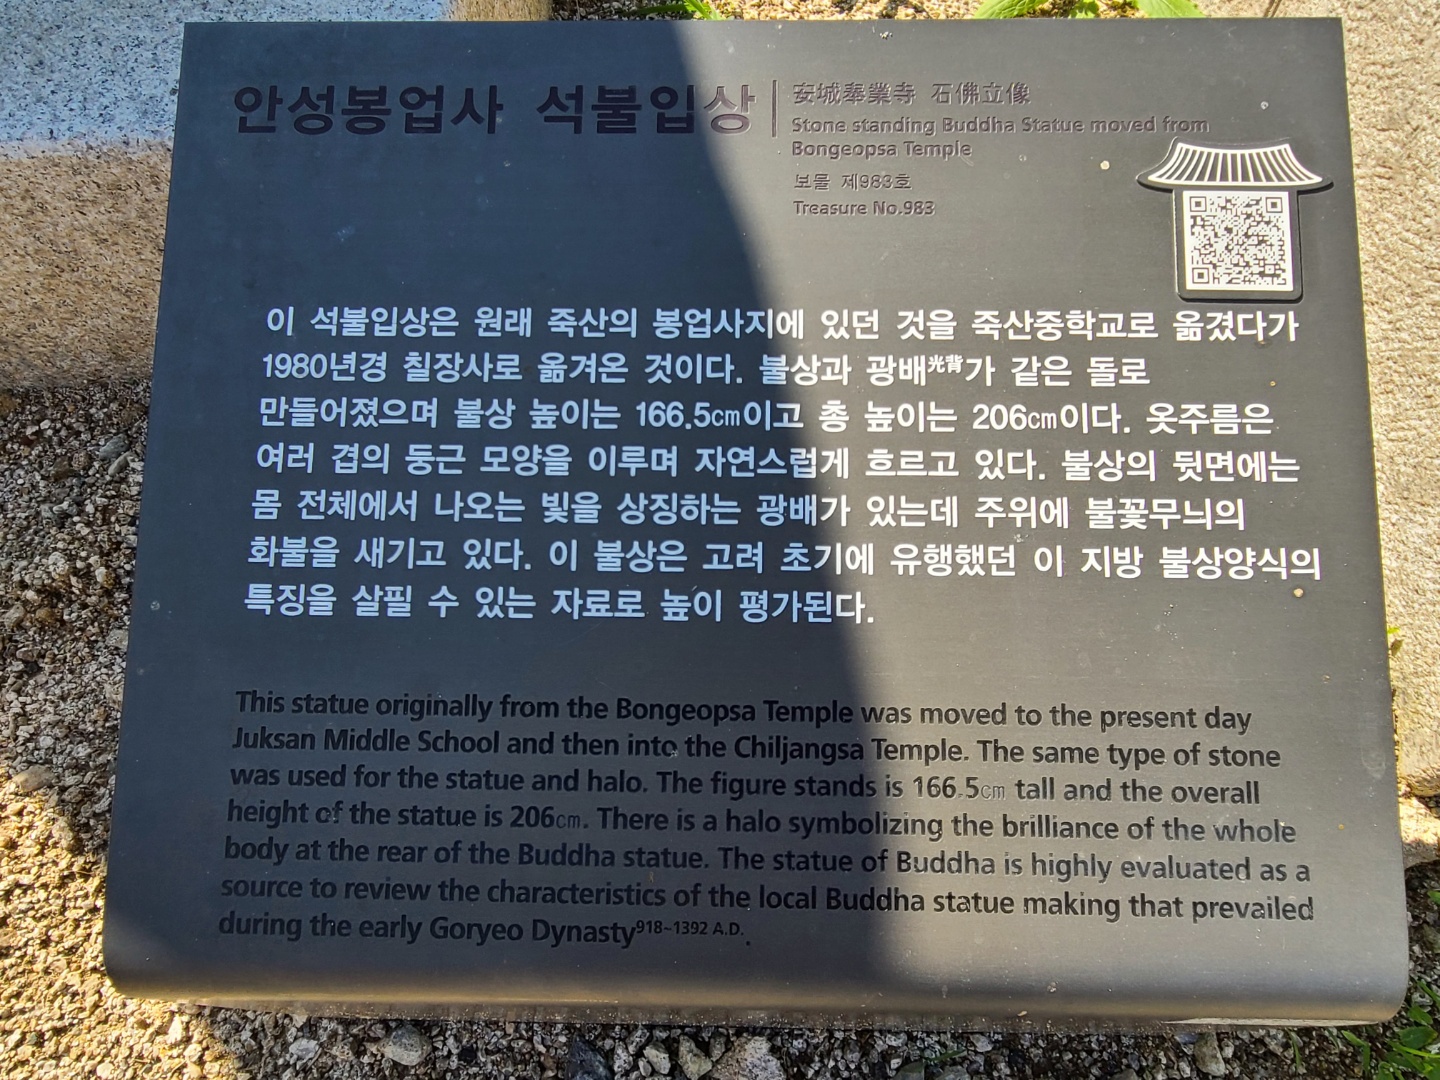 안성봉업사 석불입상
安城奉業寺 石佛立像
Stone standing Buddha Statue moved from
Bongeopsa Temple
보물 제983호
Treasure No.983
이 석불입상은 원래 죽산의 봉업사지에 있던 것을 죽산중학교로 옮겼다가
1980년경 칠장사로 옮겨온 것이다. 불상과 광배光背가 같은 돌로
만들어졌으며 불상 높이는 166.5cm이고 총 높이는 206cm이다. 옷주름은
여러 겹의 둥근 모양을 이루며 자연스럽게 흐르고 있다. 불상의 뒷면에는
몸 전체에서 나오는 빛을 상징하는 광배가 있는데 주위에 불꽃무늬의
화불을 새기고 있다. 이 불상은 고려 초기에 유행했던 이 지방 불상양식의
특징을 살필 수 있는 자료로 높이 평가된다.
This statue originally from the Bongeopsa Temple was moved to the present day
Juksan Middle School and then into the Chiljangsa Temple. The same type of stone
was used for the statue and halo. The figure stands is 166.5cm tall and the overall
height of the statue is 206cm. There is a halo symbolizing the brilliance of the whole
body at the rear of the Buddha statue. The statue of Buddha is highly evaluated as a
source to review the characteristics of the local Buddha statue making that prevailed
during the early Goryeo Dynasty918~1392 A.D..